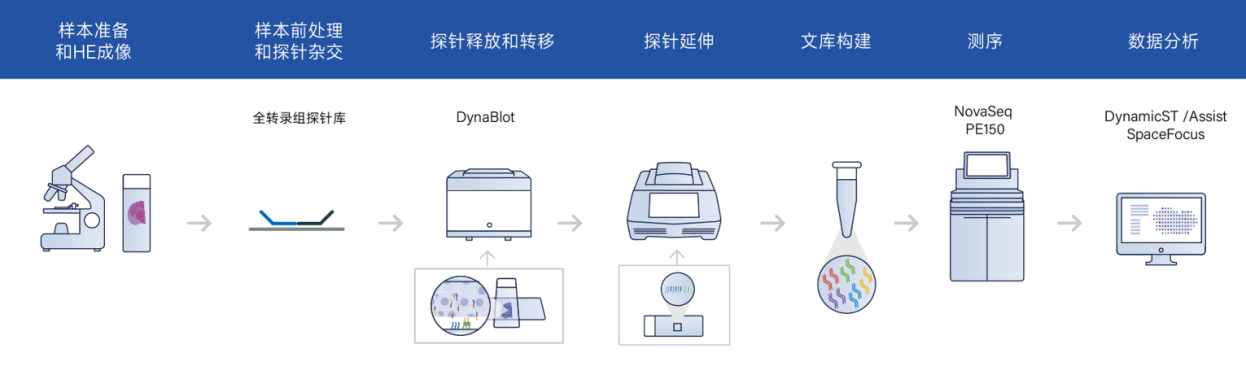 样本准备
和HE成像
样本前处理
和探针杂交
探针释放和转移
探针延伸
文库构建
测序
数据分析
全转录组探针库
DynaBlot
NovaSeq
PE150
DynamicST /Assist
SpaceFocus